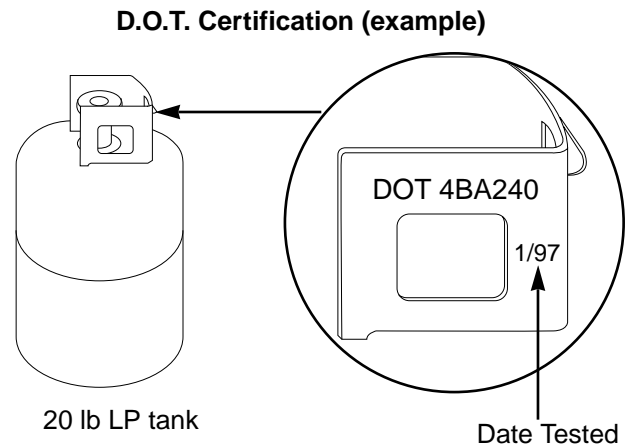 D.O.T. Certification (example)
DOT 4BA240
1/97
20 lb LP tank
Date Tested